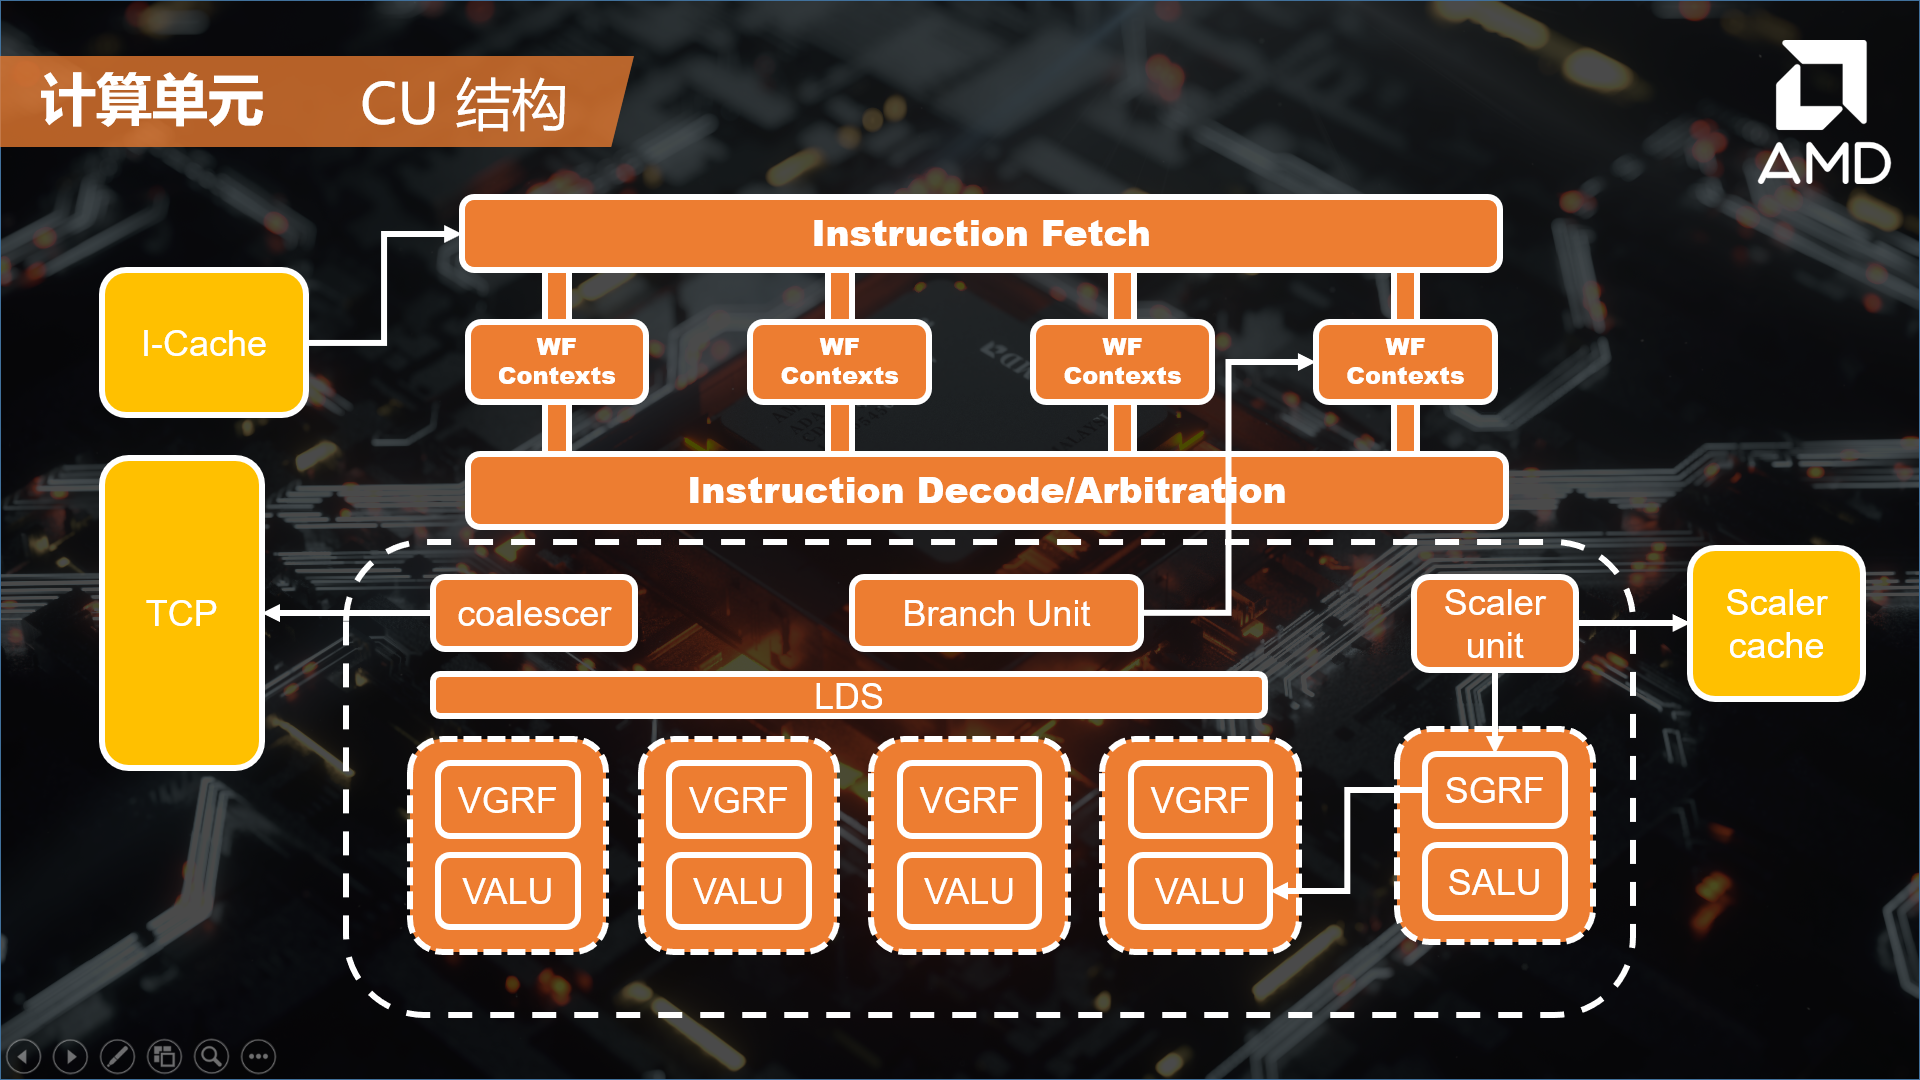 计算单元 CU 结构
AMD
Instruction Fetch
I-Cache
WF
Contexts
WF
Contexts
WF
Contexts
WF
Contexts
Instruction Decode/Arbitration
TCP
coalescer
Branch Unit
Scaler
unit
Scaler
cache
LDS
VGRF
VGRF
VGRF
VGRF
SGRF
VALU
VALU
VALU
VALU
SALU